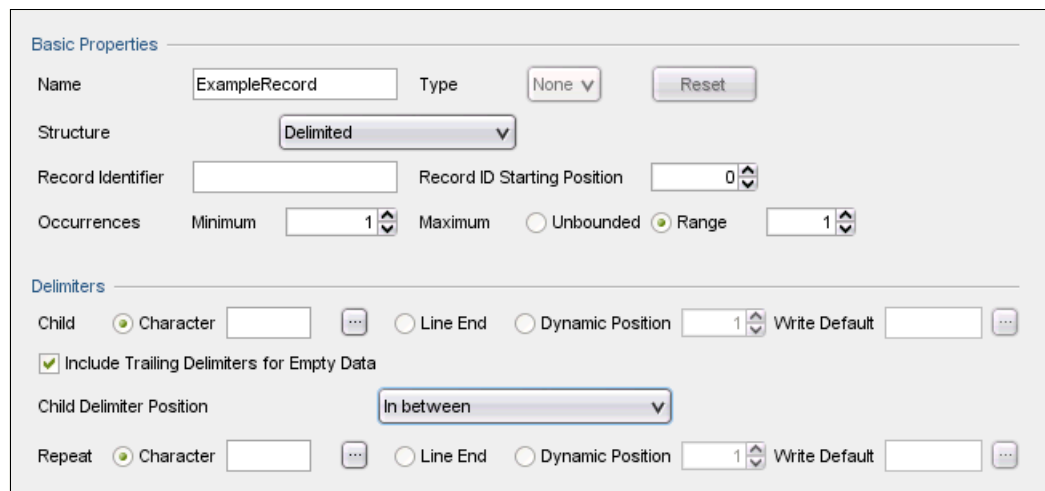 Basic Properties
Name ExampleRecord Type None Reset
Structure Delimited
Record Identifier Record ID Starting Position 0
Occurrences Minimum 1 Maximum Unbounded Range 1
Delimiters
Child Character ... Line End Dynamic Position 1 Write Default ...
Include Trailing Delimiters for Empty Data
Child Delimiter Position In between
Repeat Character ... Line End Dynamic Position 1 Write Default ...